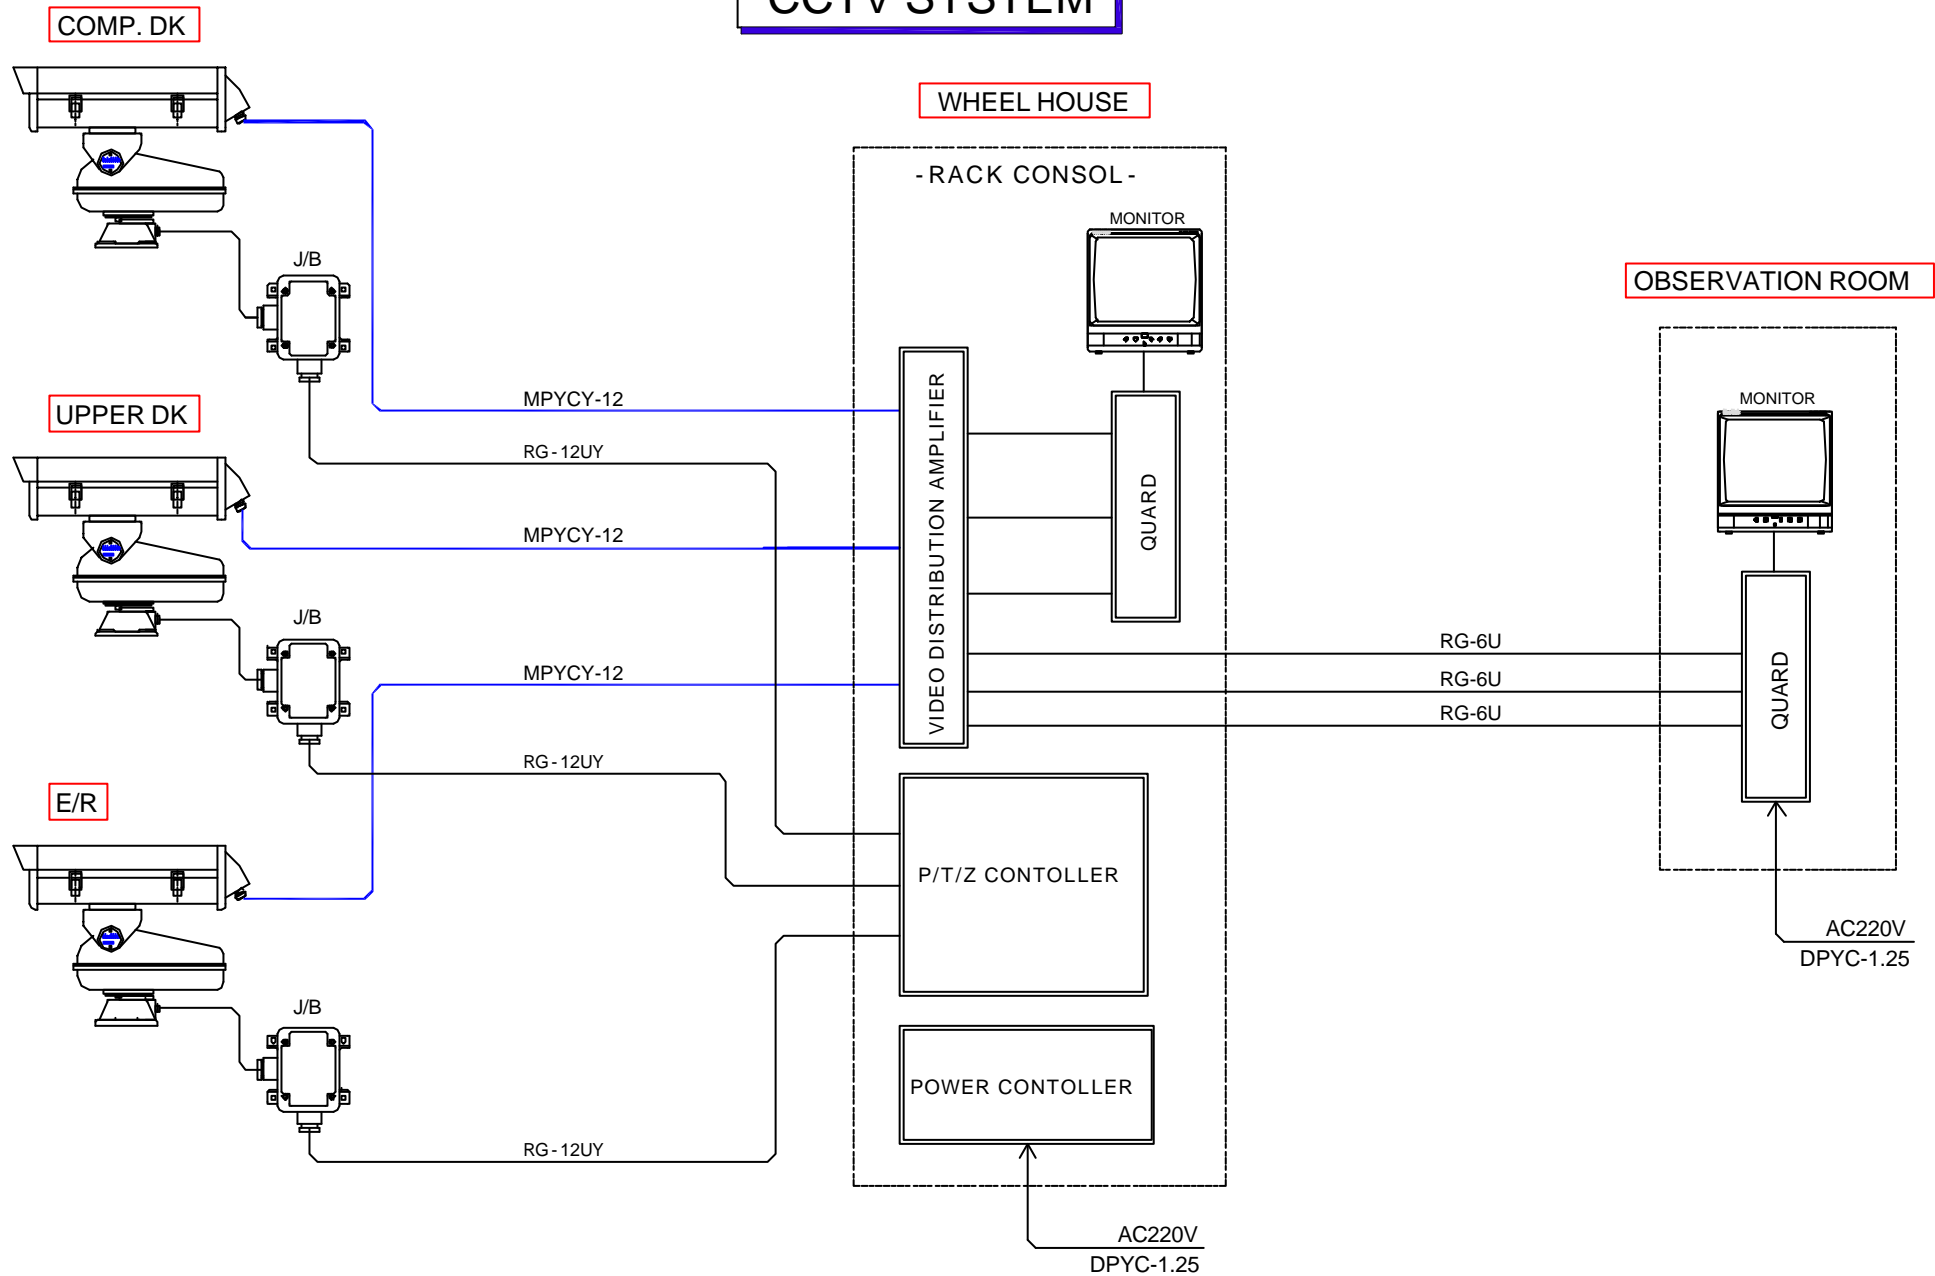 CCTV SYSTEM
COMP. DK
WHEEL HOUSE
-RACK CONSOL-
MONITOR
J/B
OBSERVATION ROOM
MPYCY-12
UPPER DK
RG-12UY
VIDEO DISTRIBUTION AMPLIFIER
QUARD
MONITOR
MPYCY-12
J/B
RG-6U
MPYCY-12
RG-6U
RG-6U
QUARD
RG-12UY
E/R
P/T/Z CONTOLLER
AC220V
DPYC-1.25
J/B
POWER CONTOLLER
RG-12UY
AC220V
DPYC-1.25